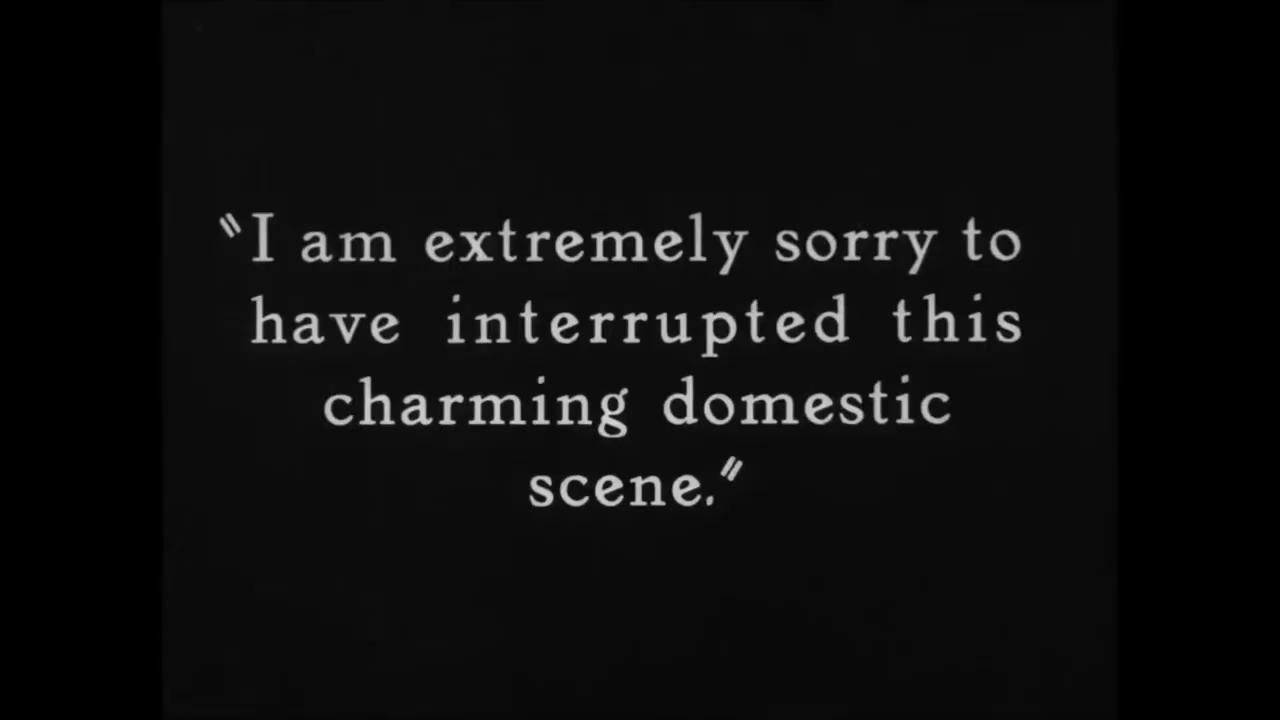 "I am extremely sorry to
have interrupted this
charming domestic
scene."